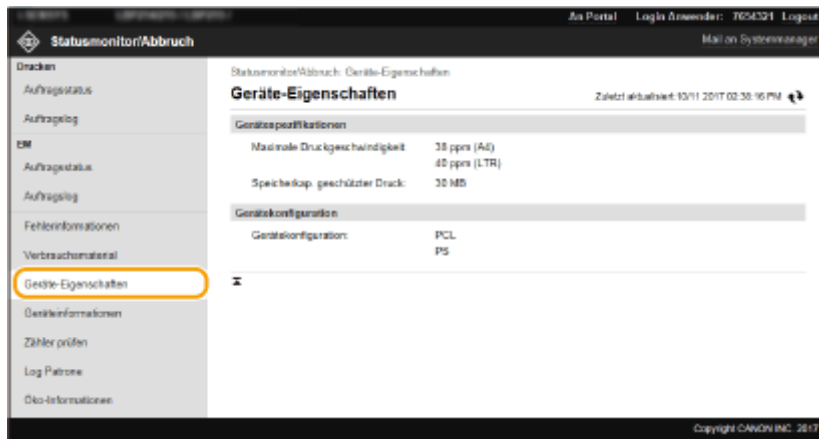 An Portal Login Anwender: 7654321 Logout
Statusmonitor/Abbruch
Mail an Systemmanager
Drucken
Auftragsstatus
Auftragslog
EM
Auftragsstatus
Auftragslog
Fehlerinformationen
Verbrauchsmaterial
Geräte-Eigenschaften
Geräteinformationen
Zähler prüfen
Log Patrone
Öko-Informationen
Statusmonitor/Abbruch: Geräte-Eigenschaften
Geräte-Eigenschaften
Zuletzt aktualisiert: 10/11 2017 02:38:16 PM
Gerätespezifikationen
Maximale Druckgeschwindigkeit: 38 ppm (A4)
40 ppm (LTR)
Speicherkap. geschützter Druck: 30 MB
Gerätekonfiguration
Gerätekonfiguration: PCL
PS
Copyright CANON INC. 2017